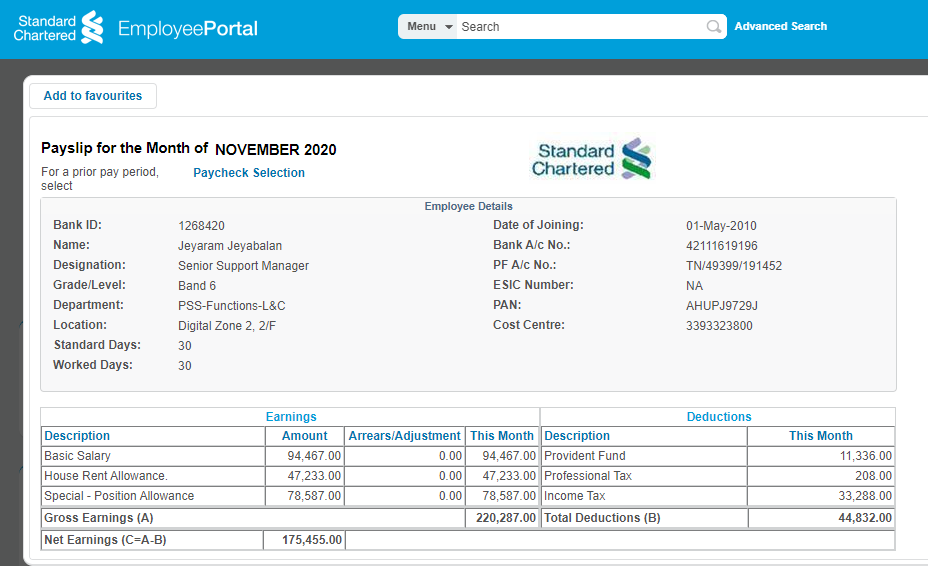 Standard Chartered EmployeePortal Menu Search Advanced Search
Add to favourites
Payslip for the Month of NOVEMBER 2020
Standard Chartered
For a prior pay period, select Paycheck Selection
Employee Details
Bank ID: 1268420 Date of Joining: 01-May-2010
Name: Jeyaram Jeyabalan Bank A/c No.: 42111619196
Designation: Senior Support Manager PF A/c No.: TN/49399/191452
Grade/Level: Band 6 ESIC Number: NA
Department: PSS-Functions-L&C PAN: AHUPJ9729J
Location: Digital Zone 2, 2/F Cost Centre: 3393323800
Standard Days: 30
Worked Days: 30
Earnings Deductions
Description Amount Arrears/Adjustment This Month Description This Month
Basic Salary 94,467.00 0.00 94,467.00 Provident Fund 11,336.00
House Rent Allowance. 47,233.00 0.00 47,233.00 Professional Tax 208.00
Special - Position Allowance 78,587.00 0.00 78,587.00 Income Tax 33,288.00
Gross Earnings (A) 220,287.00 Total Deductions (B) 44,832.00
Net Earnings (C=A-B) 175,455.00